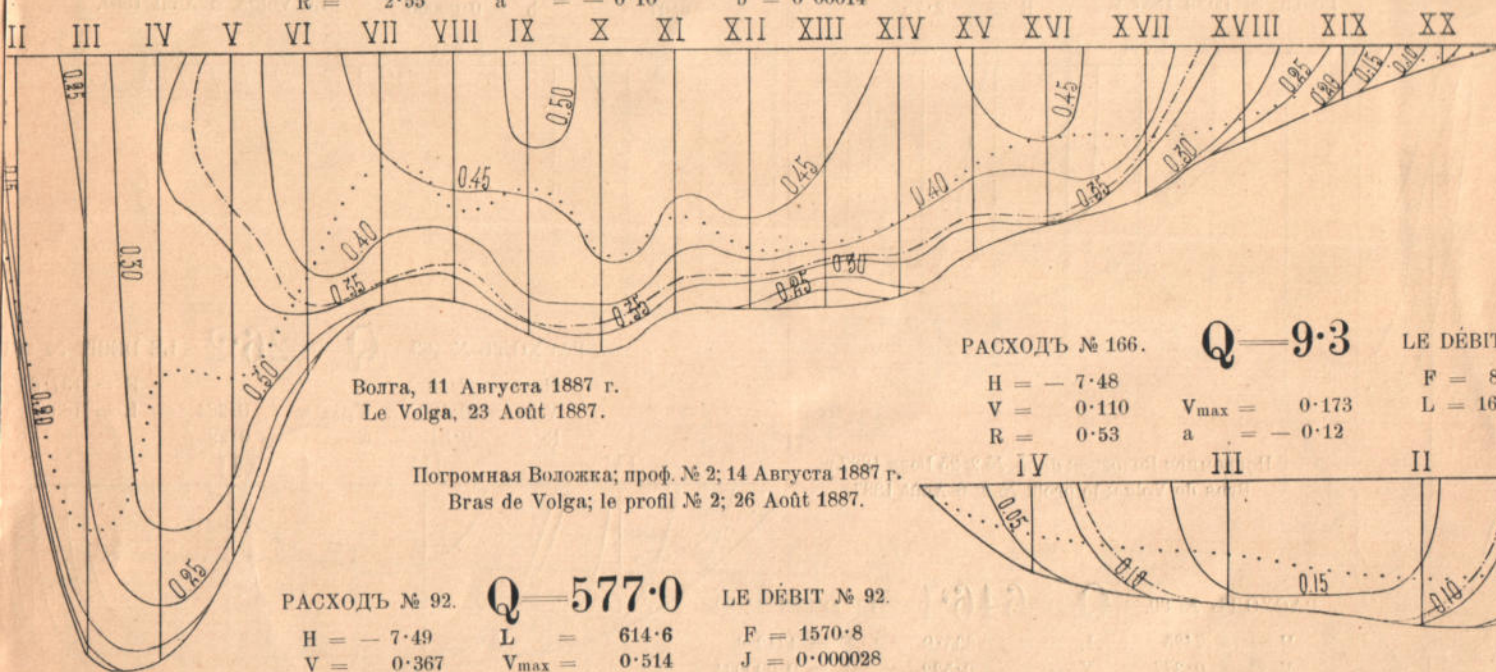 II III IV V VI VII VIII IX X XI XII XIII XIV XV XVI XVII XVIII XIX XX
0.50
0.45
0.25
0.20
0.15
0.10
0.25
0.15
0.45
0.45
0.40
0.35
0.30
0.30
0.40
0.35
0.30
0.25
0.35
0.30
0.20
0.25
Волга, 11 Августа 1887 г.
Le Volga, 23 Août 1887.
РАСХОДЪ № 166. Q=9·3 LE DÉBIT
H = — 7·48 F = 8
V = 0·110 Vmax = 0·173 L = 16
R = 0·53 a = — 0·12
Погромная Воложка; проф. № 2; 14 Августа 1887 г.
Bras de Volga; le profil № 2; 26 Août 1887.
IV III II
0.05
0.10
0.15
0.10
РАСХОДЪ № 92. Q=577·0 LE DÉBIT № 92.
H = — 7·49 L = 614·6 F = 1570·8
V = 0·367 Vmax = 0·514 J = 0·000028